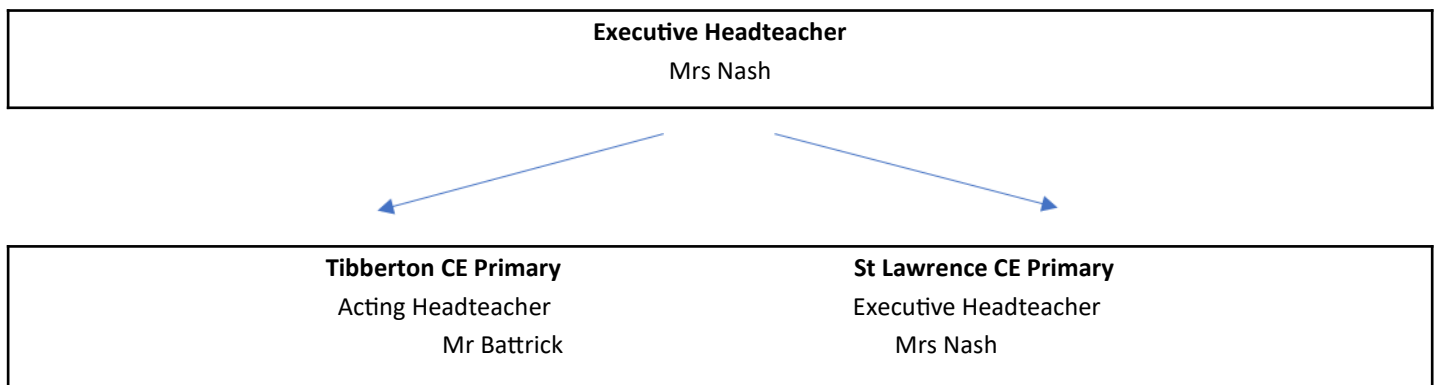 Executive Headteacher
Mrs Nash
Tibberton CE Primary St Lawrence CE Primary
Acting Headteacher Executive Headteacher
Mr Battrick Mrs Nash